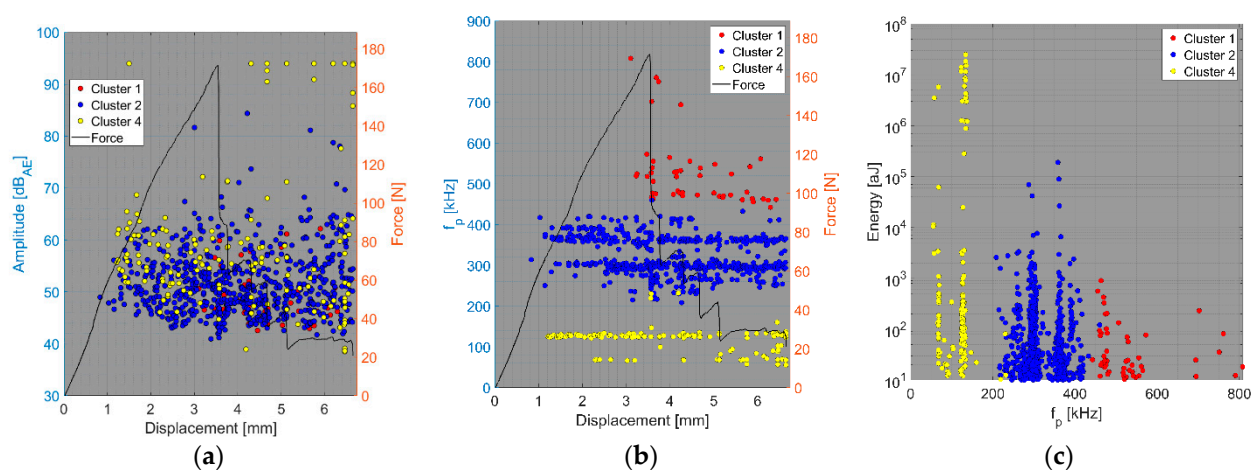 100
90
80
70
60
50
40
30
Amplitude [dB_AE]
180
160
140
120
100
80
60
40
20
0
Force [N]
Cluster 1
Cluster 2
Cluster 4
Force
0 1 2 3 4 5 6
Displacement [mm]
(a)
900
800
700
600
500
400
300
200
100
0
f_p [kHz]
180
160
140
120
100
80
60
40
20
0
Force [N]
Cluster 1
Cluster 2
Cluster 4
Force
0 1 2 3 4 5 6
Displacement [mm]
(b)
10^8
10^7
10^6
10^5
10^4
10^3
10^2
10^1
Energy [aJ]
Cluster 1
Cluster 2
Cluster 4
0 200 400 600 800
f_p [kHz]
(c)